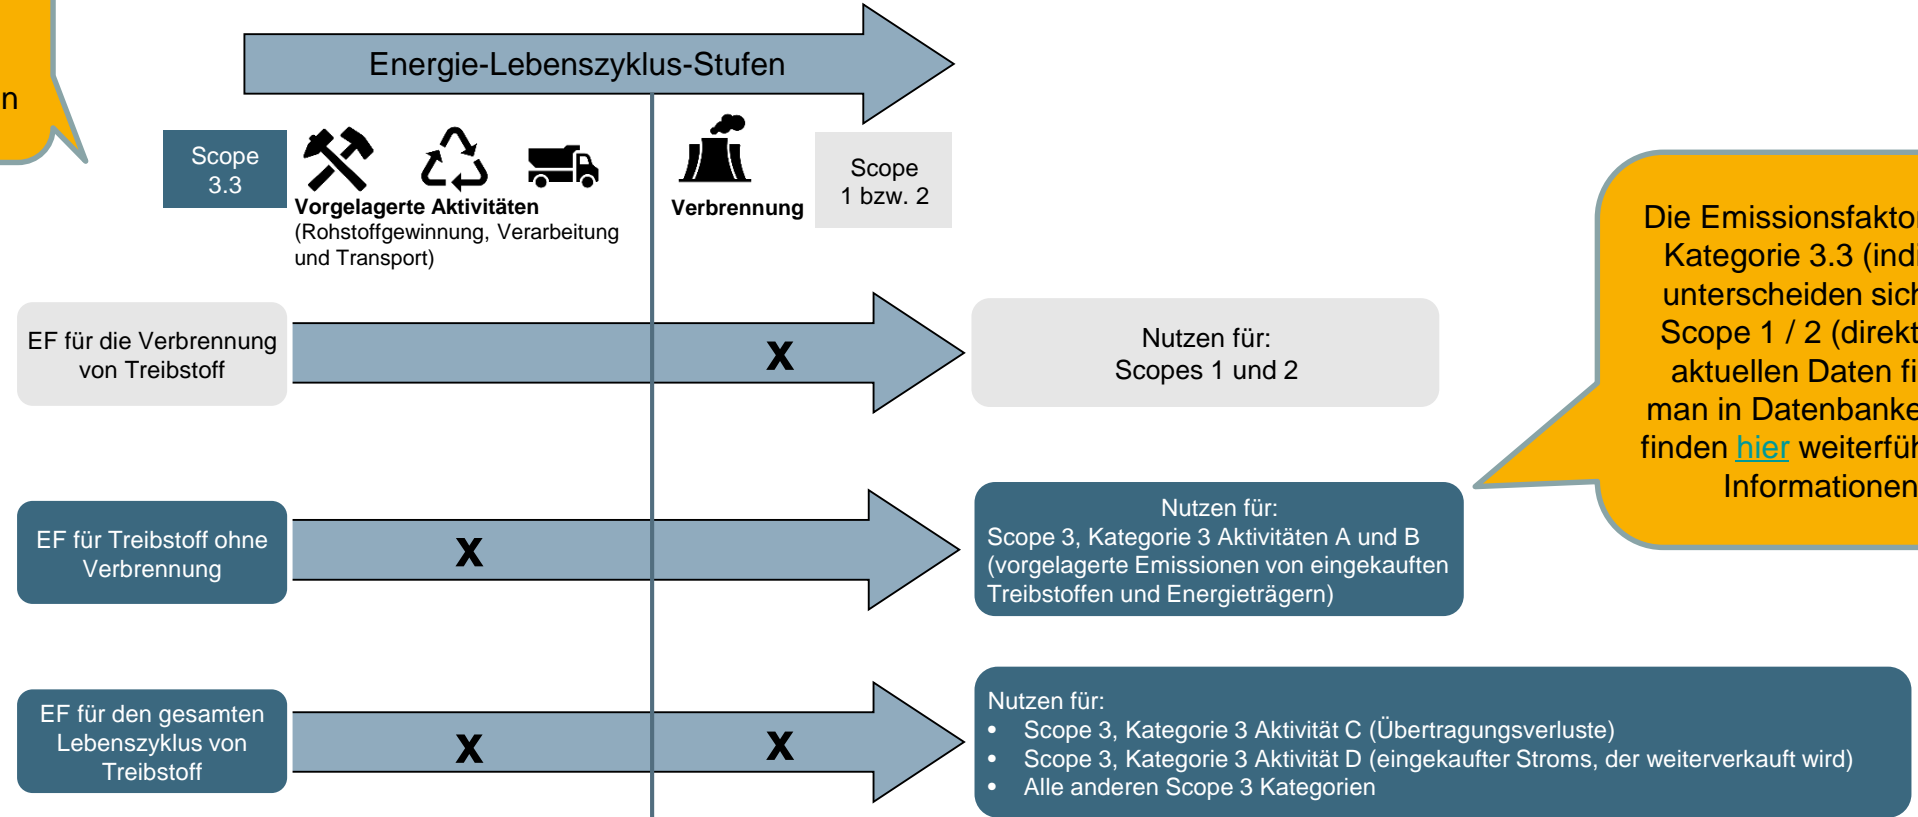 n
Energie-Lebenszyklus-Stufen
Scope
3.3
Vorgelagerte Aktivitäten
(Rohstoffgewinnung, Verarbeitung
und Transport)
Verbrennung
Scope
1 bzw. 2
EF für die Verbrennung
von Treibstoff
X
Nutzen für:
Scopes 1 und 2
Die Emissionsfaktor
Kategorie 3.3 (indi
unterscheiden sich
Scope 1 / 2 (direkt
aktuellen Daten fi
man in Datenbanke
finden hier weiterfüh
Informationen
EF für Treibstoff ohne
Verbrennung
X
Nutzen für:
Scope 3, Kategorie 3 Aktivitäten A und B
(vorgelagerte Emissionen von eingekauften
Treibstoffen und Energieträgern)
EF für den gesamten
Lebenszyklus von
Treibstoff
X X
Nutzen für:
• Scope 3, Kategorie 3 Aktivität C (Übertragungsverluste)
• Scope 3, Kategorie 3 Aktivität D (eingekaufter Stroms, der weiterverkauft wird)
• Alle anderen Scope 3 Kategorien